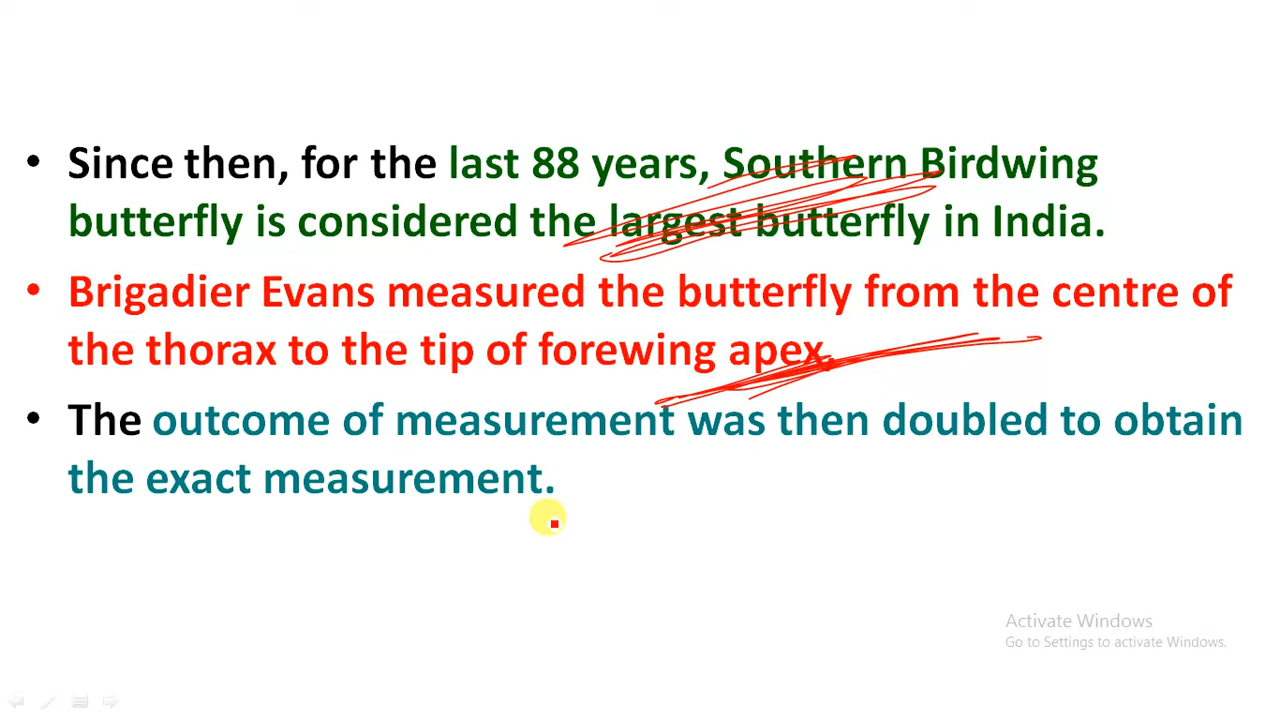 • Since then, for the last 88 years, Southern Birdwing
butterfly is considered the largest butterfly in India.
• Brigadier Evans measured the butterfly from the centre of
the thorax to the tip of forewing apex.
• The outcome of measurement was then doubled to obtain
the exact measurement.
Activate Windows
Go to Settings to activate Windows.